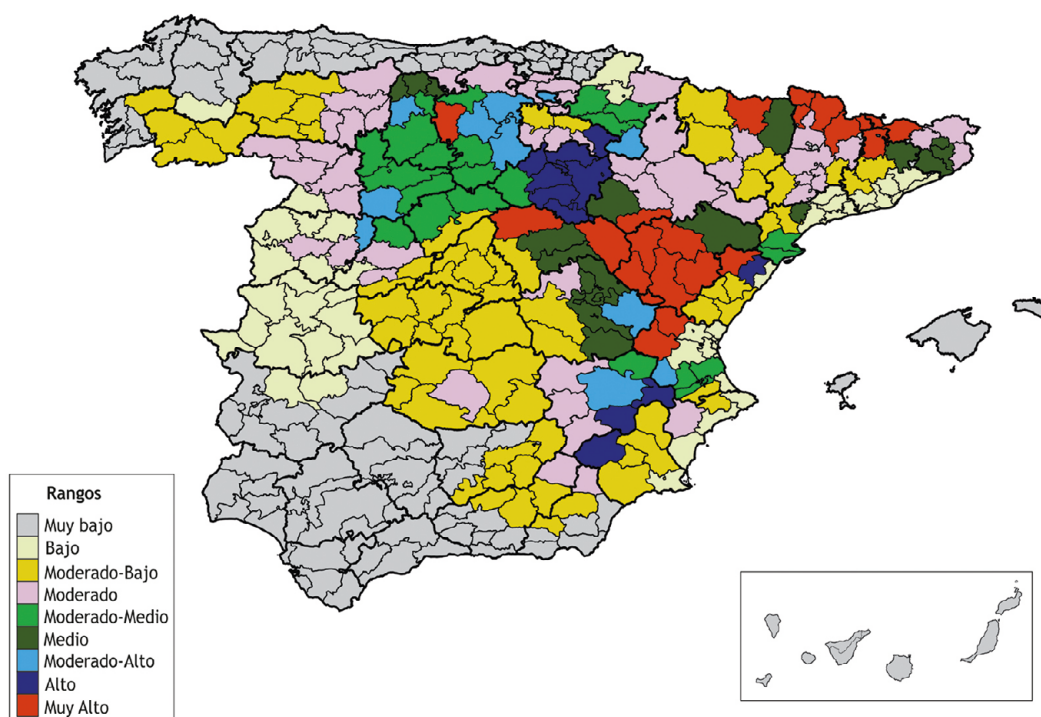 Rangos
Muy bajo
Bajo
Moderado-Bajo
Moderado
Moderado-Medio
Medio
Moderado-Alto
Alto
Muy Alto